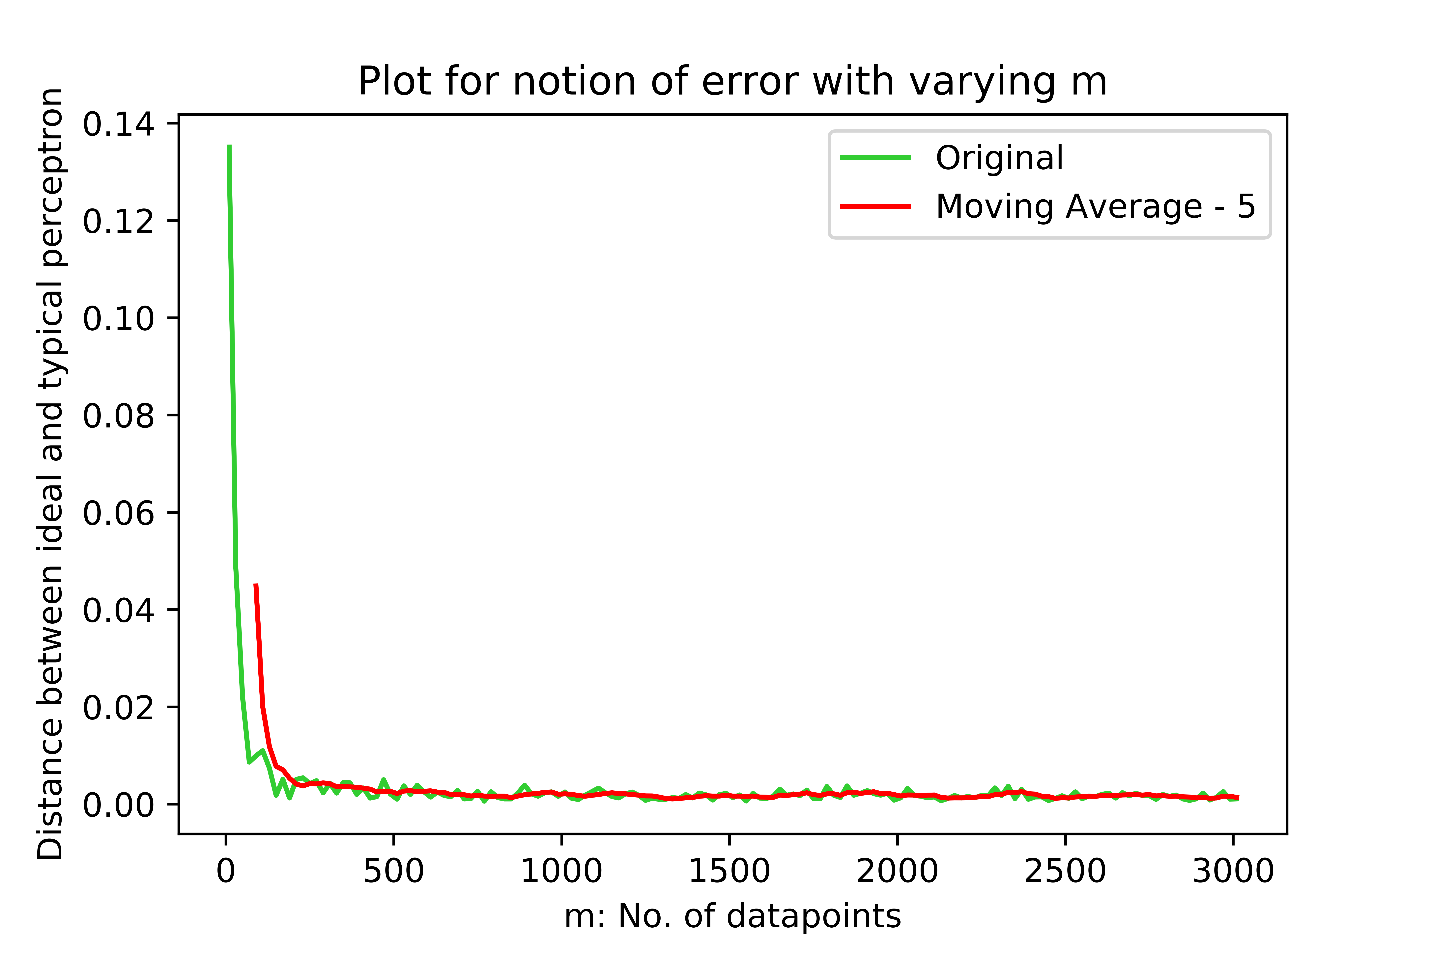 Plot for notion of error with varying m
Original
Moving Average - 5
Distance between ideal and typical perceptron
0.14
0.12
0.10
0.08
0.06
0.04
0.02
0.00
0 500 1000 1500 2000 2500 3000
m: No. of datapoints